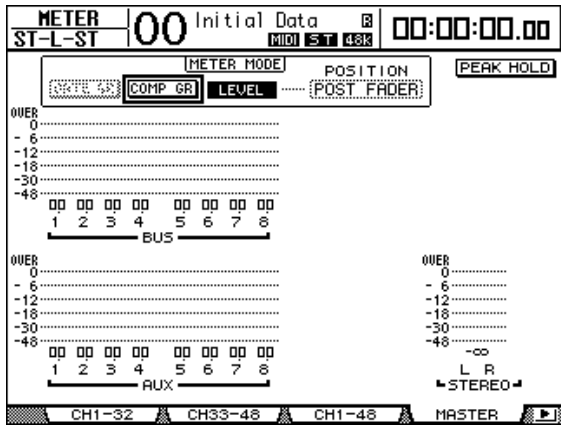 METER 00 Initial Data R 00:00:00.00
ST-L-ST MIDI ST 48k
METER MODE POSITION PEAK HOLD
GATE GR COMP GR LEVEL POST FADER
OVER
0
- 6
-12
-18
-30
-48
00 00 00 00 00 00 00 00
1 2 3 4 5 6 7 8
BUS
OVER OVER
0 0
- 6 - 6
-12 -12
-18 -18
-30 -30
-48 -48
00 00 00 00 00 00 00 00 -∞
1 2 3 4 5 6 7 8 L R
AUX STEREO
CH1-32 CH33-48 CH1-48 MASTER